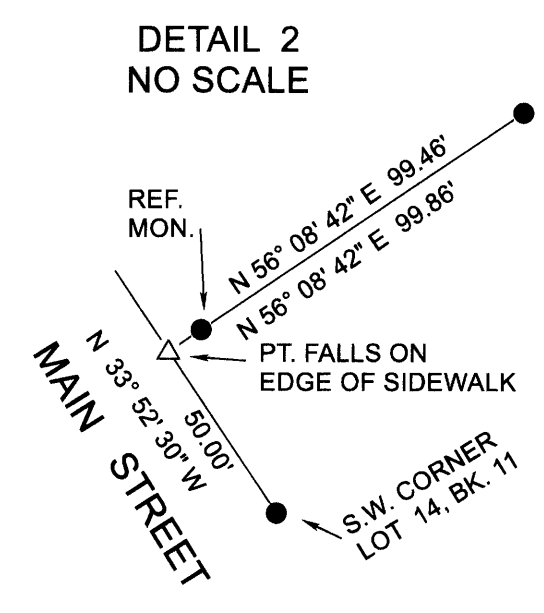 DETAIL 2
NO SCALE
REF.
MON.
N 56° 08' 42" E 99.46'
N 56° 08' 42" E 99.86'
PT. FALLS ON
EDGE OF SIDEWALK
N 33° 52' 30" W
50.00'
MAIN STREET
S.W. CORNER
LOT 14, BK. 11